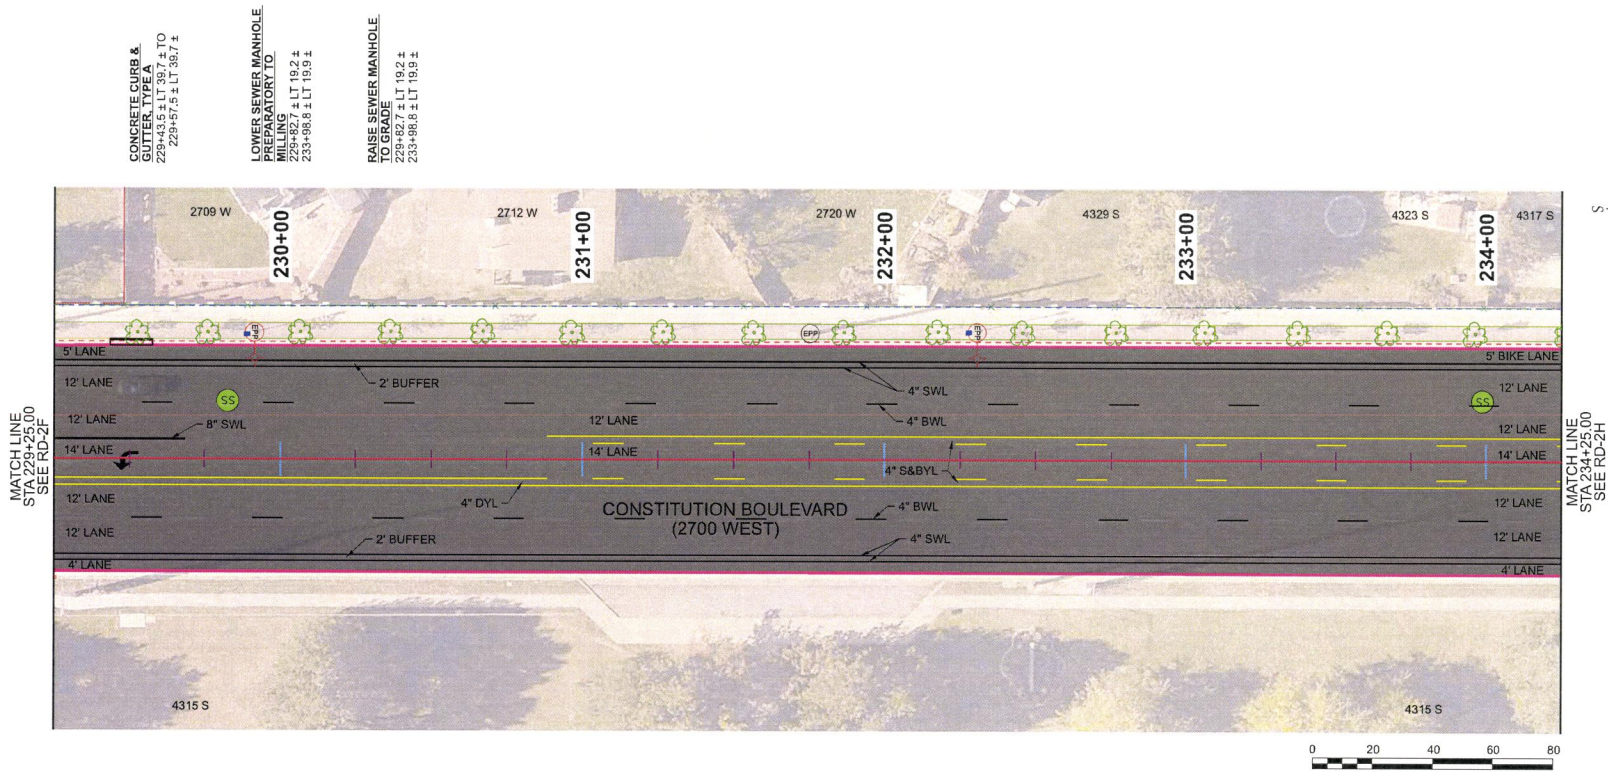 CONCRETE CURB &
GUTTER, TYPE A
229+43.5 ± LT 39.7 ± TO
229+57.5 ± LT 39.7 ±
LOWER SEWER MANHOLE
PREPARATORY TO
MILLING
229+82.7 ± LT 19.2 ±
233+98.8 ± LT 19.9 ±
RAISE SEWER MANHOLE
TO GRADE
229+82.7 ± LT 19.2 ±
233+98.8 ± LT 19.9 ±
2709 W
230+00
2712 W
231+00
2720 W
232+00
4329 S
233+00
4323 S
234+00
4317 S
EPP
EPP
EPP
5' LANE
5' BIKE LANE
12' LANE
2' BUFFER
4" SWL
12' LANE
SS
SS
12' LANE
8" SWL
12' LANE
4" BWL
12' LANE
14' LANE
14' LANE
4" S&BYL
14' LANE
MATCH LINE
STA 229+25.00
SEE RD-2F
MATCH LINE
STA 234+25.00
SEE RD-2H
12' LANE
4" DYL
CONSTITUTION BOULEVARD
(2700 WEST)
4" BWL
12' LANE
12' LANE
2' BUFFER
4" SWL
12' LANE
4' LANE
4' LANE
4315 S
4315 S
0 20 40 60 80